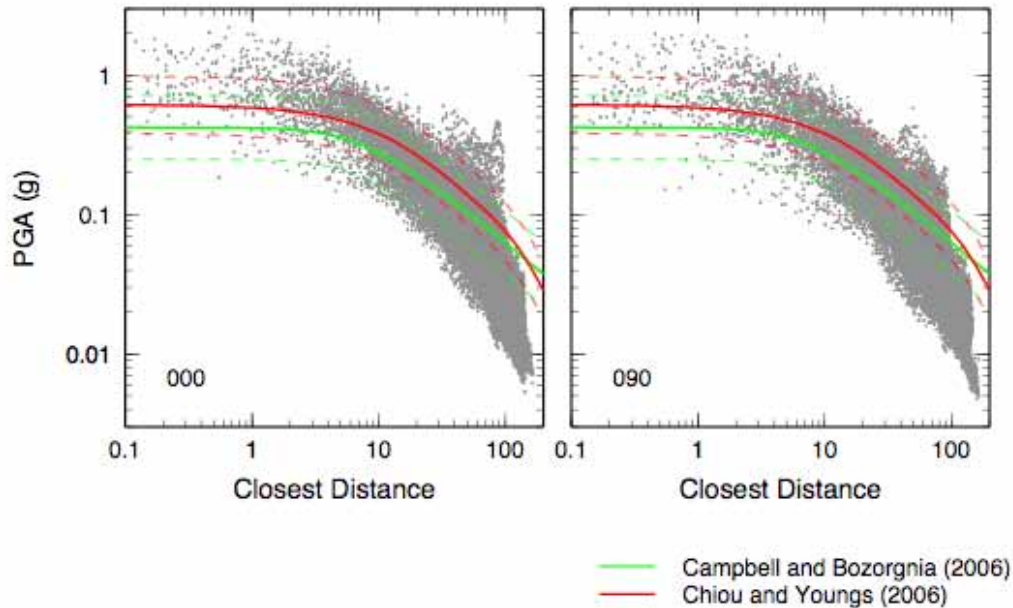 PGA (g)
1
0.1
0.01
000
0.1 1 10 100
Closest Distance
090
0.1 1 10 100
Closest Distance
Campbell and Bozorgnia (2006)
Chiou and Youngs (2006)